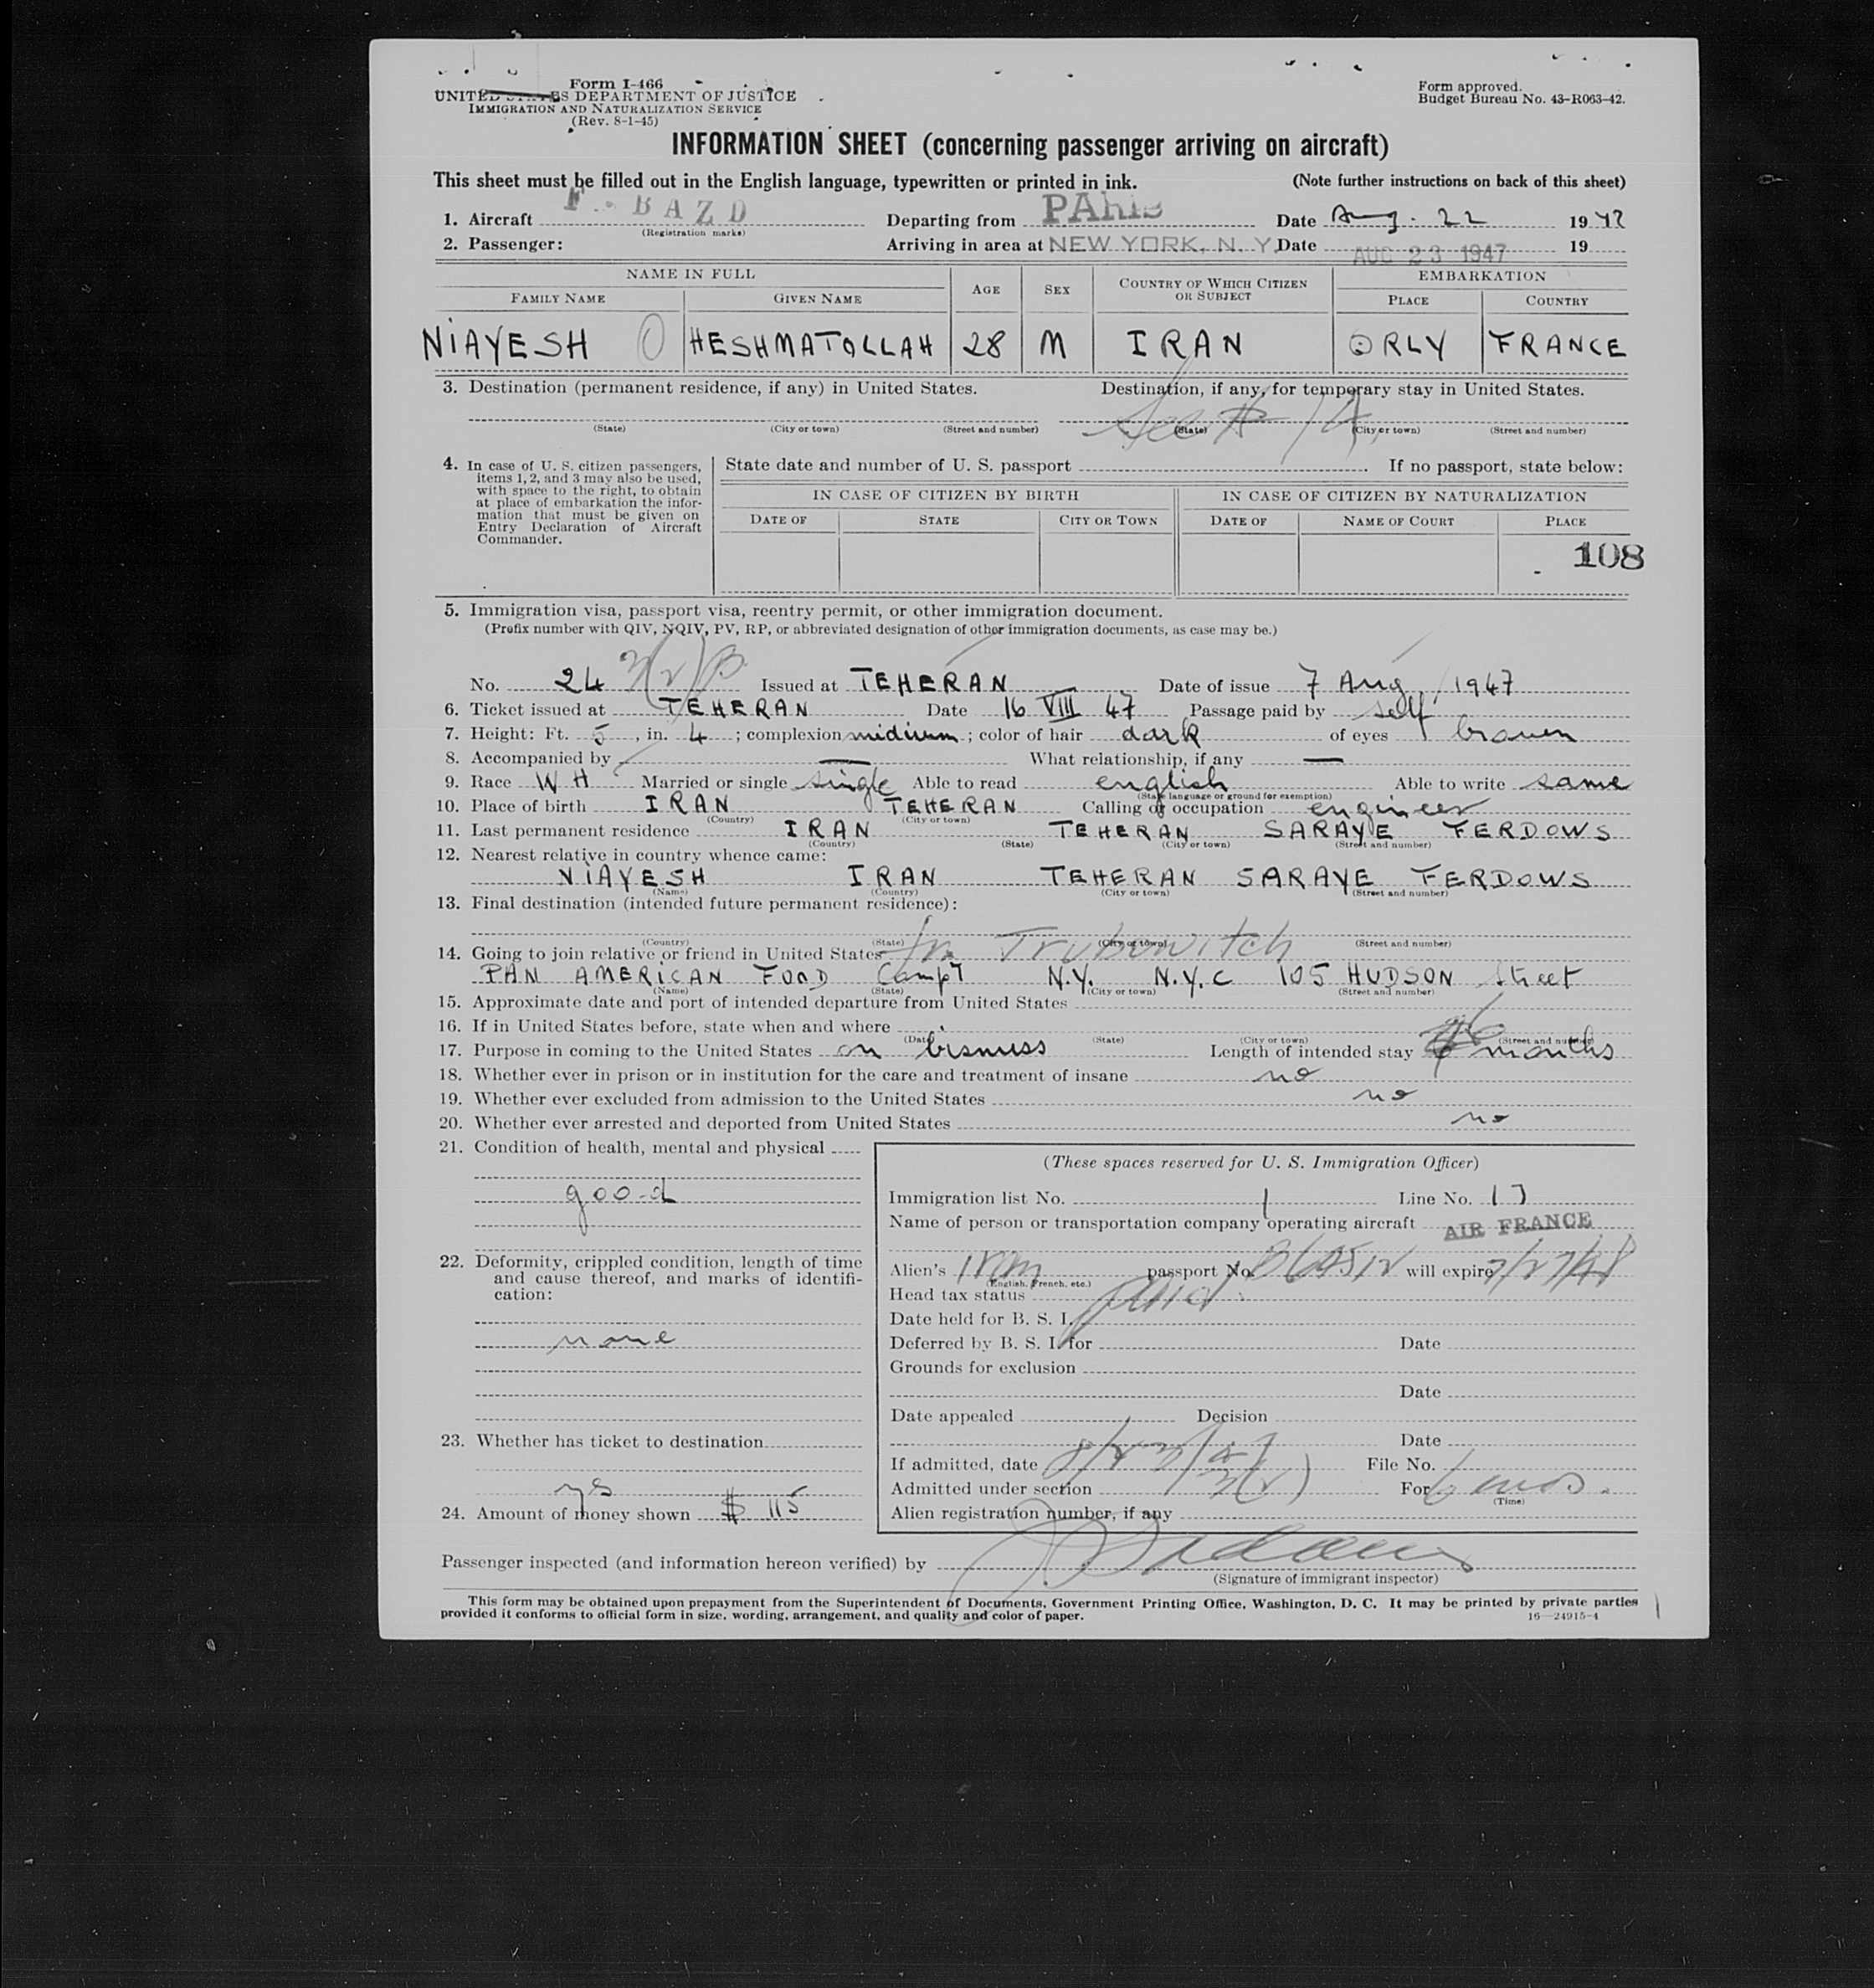 Form I-466
UNITED STATES DEPARTMENT OF JUSTICE
IMMIGRATION AND NATURALIZATION SERVICE
(Rev. 8-1-45)
Form approved.
Budget Bureau No. 43-R063-42.
INFORMATION SHEET (concerning passenger arriving on aircraft)
This sheet must be filled out in the English language, typewritten or printed in ink. (Note further instructions on back of this sheet)
1. Aircraft F. BAZD Departing from PARIS Date Aug. 22 1947
(Registration marks)
2. Passenger: Arriving in area at NEW YORK, N. Y. Date AUG 23 1947 19
NAME IN FULL AGE SEX COUNTRY OF WHICH CITIZEN OR SUBJECT EMBARKATION
FAMILY NAME GIVEN NAME PLACE COUNTRY
NIAYESH HESHMATOLLAH 28 M IRAN ORLY FRANCE
3. Destination (permanent residence, if any) in United States. Destination, if any, for temporary stay in United States.
See # 14
(State) (City or town) (Street and number) (State) (City or town) (Street and number)
4. In case of U. S. citizen passengers, items 1, 2, and 3 may also be used, with space to the right, to obtain at place of embarkation the information that must be given on Entry Declaration of Aircraft Commander.
State date and number of U. S. passport If no passport, state below:
IN CASE OF CITIZEN BY BIRTH IN CASE OF CITIZEN BY NATURALIZATION
DATE OF STATE CITY OR TOWN DATE OF NAME OF COURT PLACE
108
5. Immigration visa, passport visa, reentry permit, or other immigration document.
(Prefix number with QIV, NQIV, PV, RP, or abbreviated designation of other immigration documents, as case may be.)
No. 24 3(2) B Issued at TEHERAN Date of issue 7 Aug, 1947
6. Ticket issued at TEHERAN Date 16 VIII 47 Passage paid by self
7. Height: Ft. 5, in. 4; complexion midium; color of hair dark of eyes brown
8. Accompanied by — What relationship, if any —
9. Race WH Married or single single Able to read english Able to write same
(State language or ground for exemption)
10. Place of birth IRAN TEHERAN Calling or occupation engineer
(Country) (City or town)
11. Last permanent residence IRAN TEHERAN SARAYE FERDOWS
(Country) (State) (City or town) (Street and number)
12. Nearest relative in country whence came:
NIAYESH IRAN TEHERAN SARAYE FERDOWS
(Name) (Country) (City or town) (Street and number)
13. Final destination (intended future permanent residence):
(Country) (State) (City or town) (Street and number)
14. Going to join relative or friend in United States Trubowitch
PAN AMERICAN FOOD CompT N.Y. N.Y.C 105 HUDSON street
(Name) (State) (City or town) (Street and number)
15. Approximate date and port of intended departure from United States
16. If in United States before, state when and where
(Date) (State) (City or town) (Street and number)
17. Purpose in coming to the United States on bisnuss Length of intended stay 6 months
18. Whether ever in prison or in institution for the care and treatment of insane no
19. Whether ever excluded from admission to the United States no
20. Whether ever arrested and deported from United States no
21. Condition of health, mental and physical
good
22. Deformity, crippled condition, length of time and cause thereof, and marks of identification:
none
23. Whether has ticket to destination
yes
24. Amount of money shown $ 115
(These spaces reserved for U. S. Immigration Officer)
Immigration list No. 1 Line No. 17
Name of person or transportation company operating aircraft AIR FRANCE
Alien's Iran passport No. will expire 7/27/48
(English, French, etc.)
Head tax status paid
Date held for B. S. I.
Deferred by B. S. I. for Date
Grounds for exclusion
Date
Date appealed Decision
Date
If admitted, date 8/23/47 File No.
Admitted under section 3(2) For 6 mos.
(Time)
Alien registration number, if any
Passenger inspected (and information hereon verified) by
(Signature of immigrant inspector)
This form may be obtained upon prepayment from the Superintendent of Documents, Government Printing Office, Washington, D. C. It may be printed by private parties
provided it conforms to official form in size, wording, arrangement, and quality and color of paper. 16—24915-4